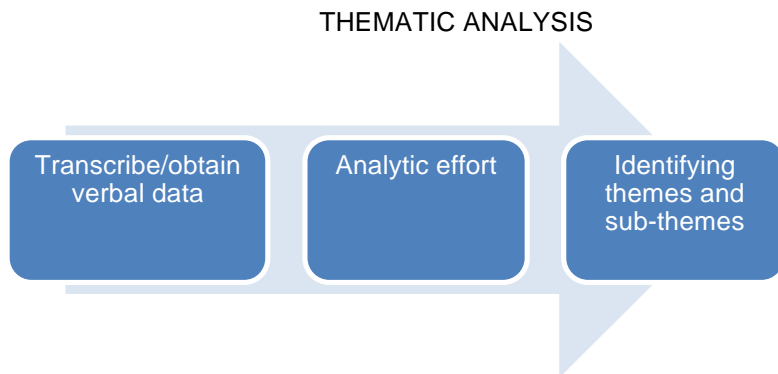 THEMATIC ANALYSIS
Transcribe/obtain
verbal data
Analytic effort
Identifying
themes and
sub-themes